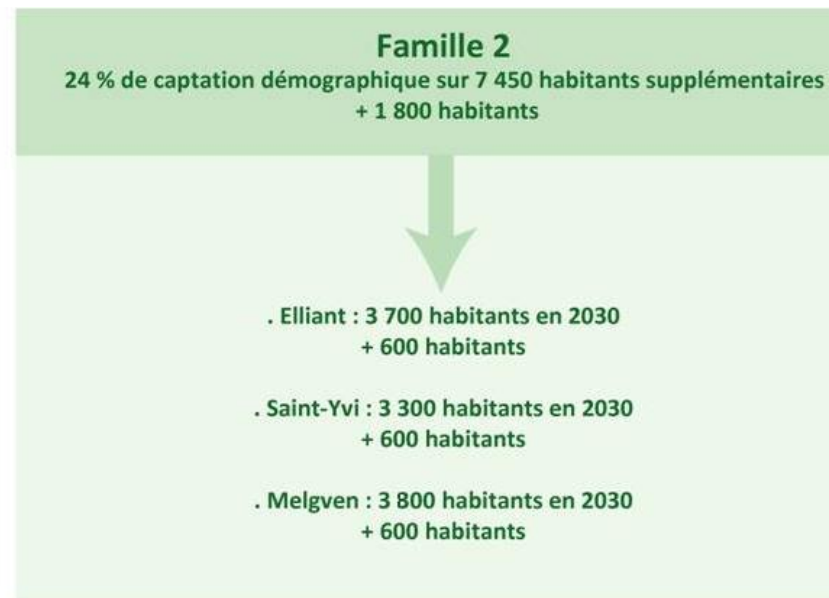 Famille 2
24 % de captation démographique sur 7 450 habitants supplémentaires
+ 1 800 habitants
. Elliant : 3 700 habitants en 2030
+ 600 habitants
. Saint-Yvi : 3 300 habitants en 2030
+ 600 habitants
. Melgven : 3 800 habitants en 2030
+ 600 habitants